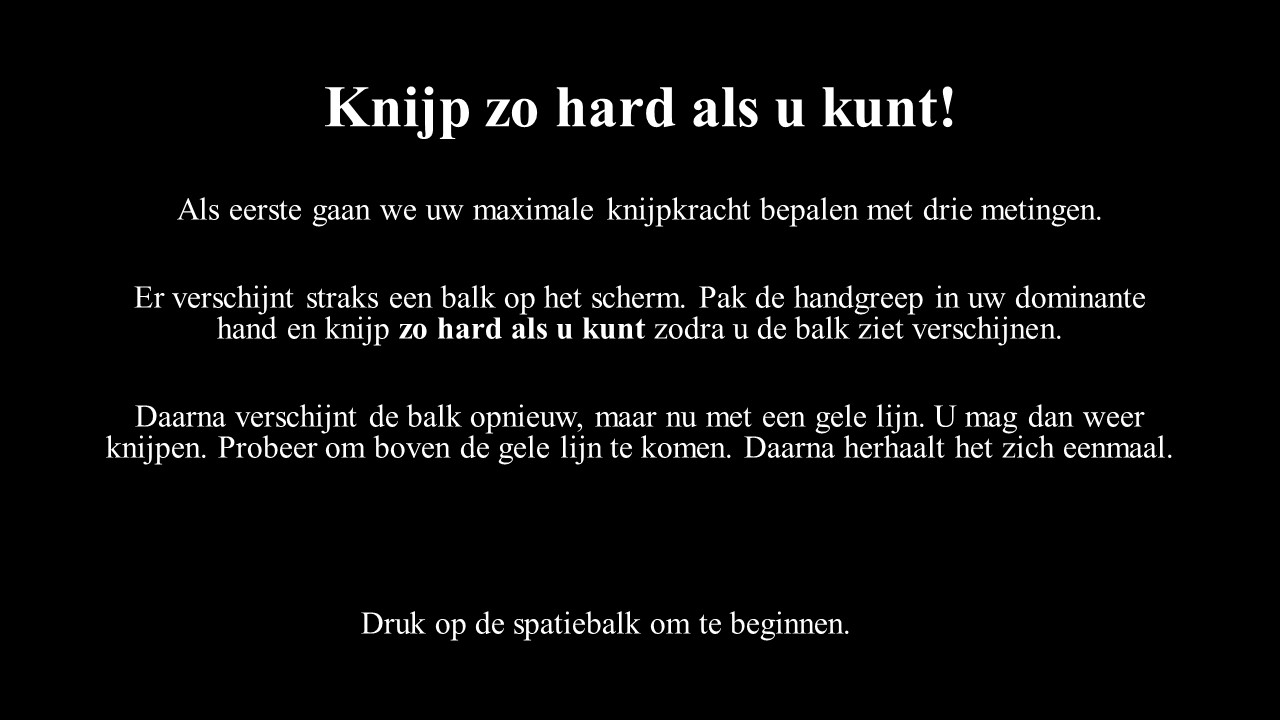 Knijp zo hard als u kunt!
Als eerste gaan we uw maximale knijpkracht bepalen met drie metingen.
Er verschijnt straks een balk op het scherm. Pak de handgreep in uw dominante
hand en knijp zo hard als u kunt zodra u de balk ziet verschijnen.
Daarna verschijnt de balk opnieuw, maar nu met een gele lijn. U mag dan weer
knijpen. Probeer om boven de gele lijn te komen. Daarna herhaalt het zich eenmaal.
Druk op de spatiebalk om te beginnen.